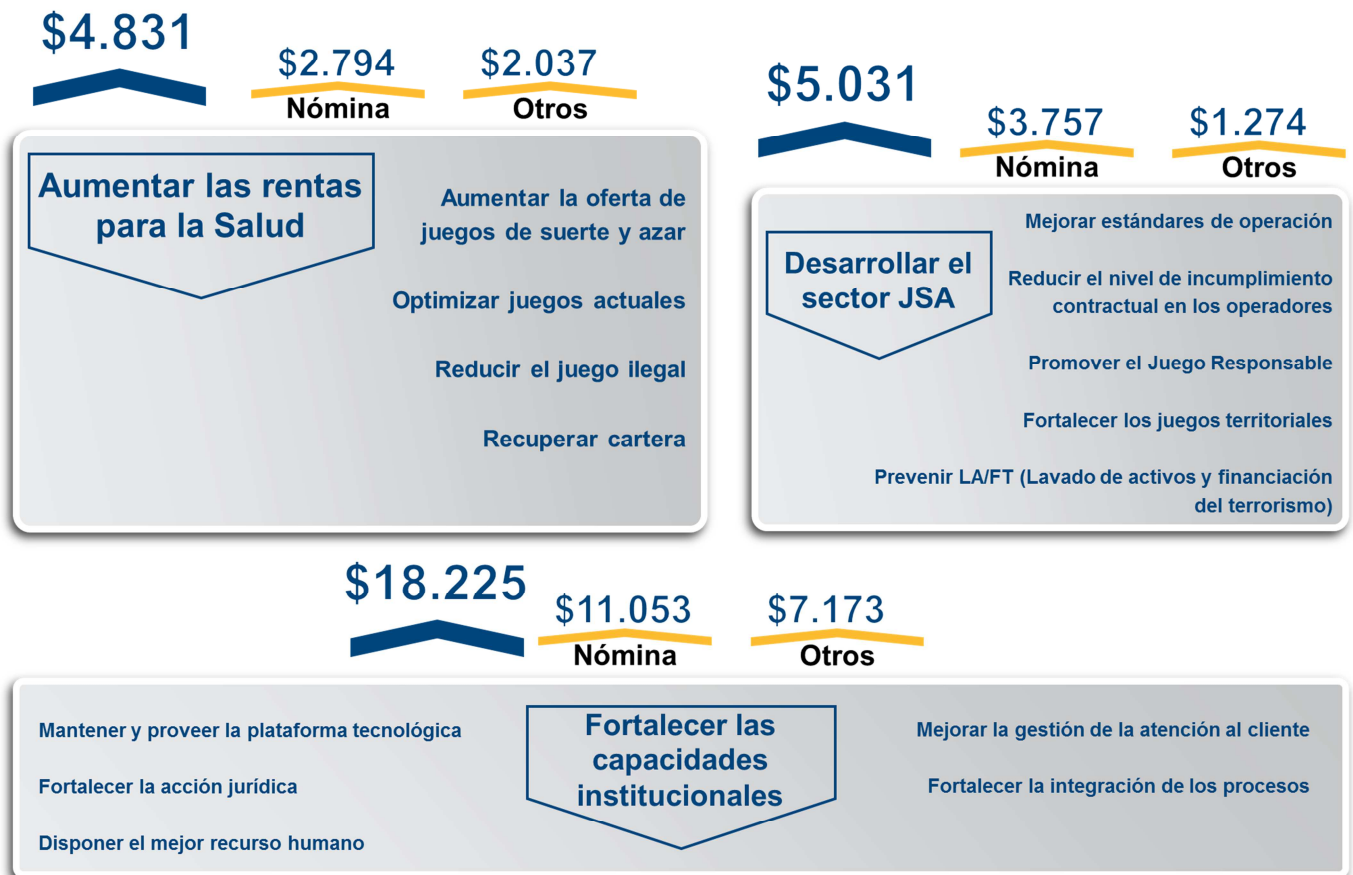 $4.831
$2.794
Nómina
$2.037
Otros
Aumentar las rentas
para la Salud
Aumentar la oferta de
juegos de suerte y azar
Optimizar juegos actuales
Reducir el juego ilegal
Recuperar cartera
$5.031
$3.757
Nómina
$1.274
Otros
Desarrollar el
sector JSA
Mejorar estándares de operación
Reducir el nivel de incumplimiento
contractual en los operadores
Promover el Juego Responsable
Fortalecer los juegos territoriales
Prevenir LA/FT (Lavado de activos y financiación
del terrorismo)
$18.225
$11.053
Nómina
$7.173
Otros
Mantener y proveer la plataforma tecnológica
Fortalecer la acción jurídica
Disponer el mejor recurso humano
Fortalecer las
capacidades
institucionales
Mejorar la gestión de la atención al cliente
Fortalecer la integración de los procesos